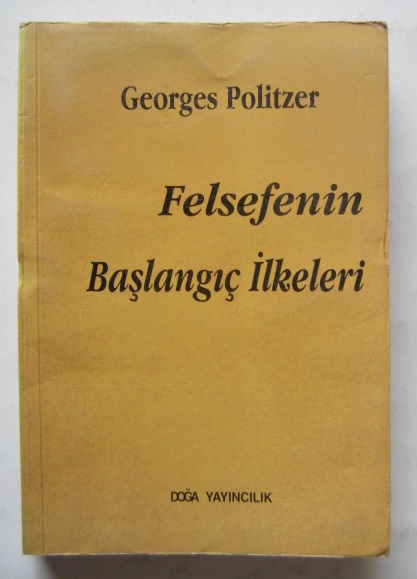 Georges Politzer
Felsefenin
Başlangıç İlkeleri
DOĞA YAYINCILIK